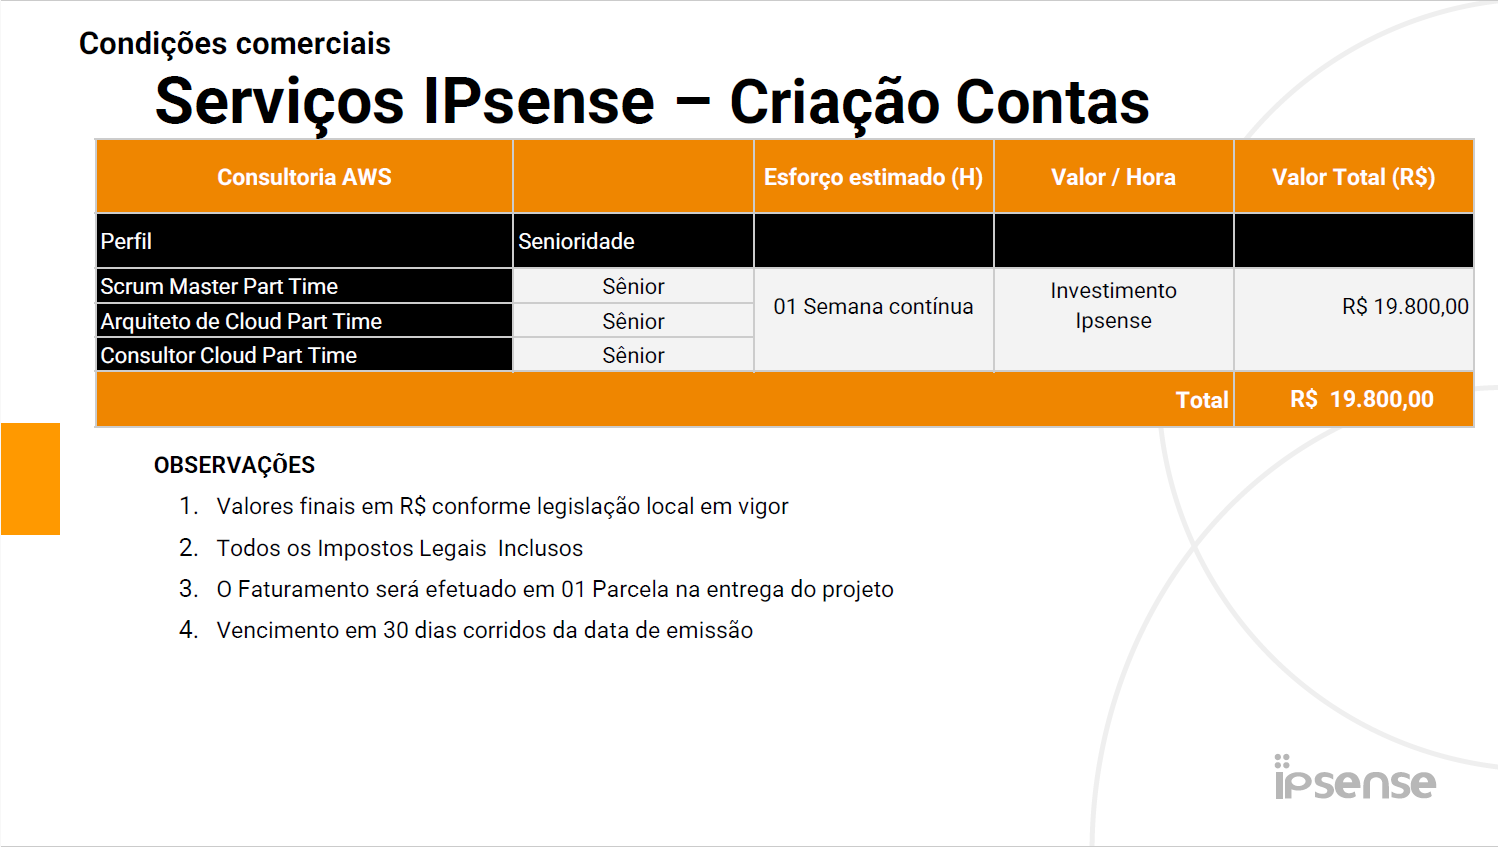 Condições comerciais
Serviços IPsense – Criação Contas
Consultoria AWS Esforço estimado (H) Valor / Hora Valor Total (R$)
Perfil Senioridade
Scrum Master Part Time Sênior
Arquiteto de Cloud Part Time Sênior
Consultor Cloud Part Time Sênior
01 Semana contínua
Investimento
Ipsense
R$ 19.800,00
Total R$ 19.800,00
OBSERVAÇÕES
1. Valores finais em R$ conforme legislação local em vigor
2. Todos os Impostos Legais Inclusos
3. O Faturamento será efetuado em 01 Parcela na entrega do projeto
4. Vencimento em 30 dias corridos da data de emissão
ipsense